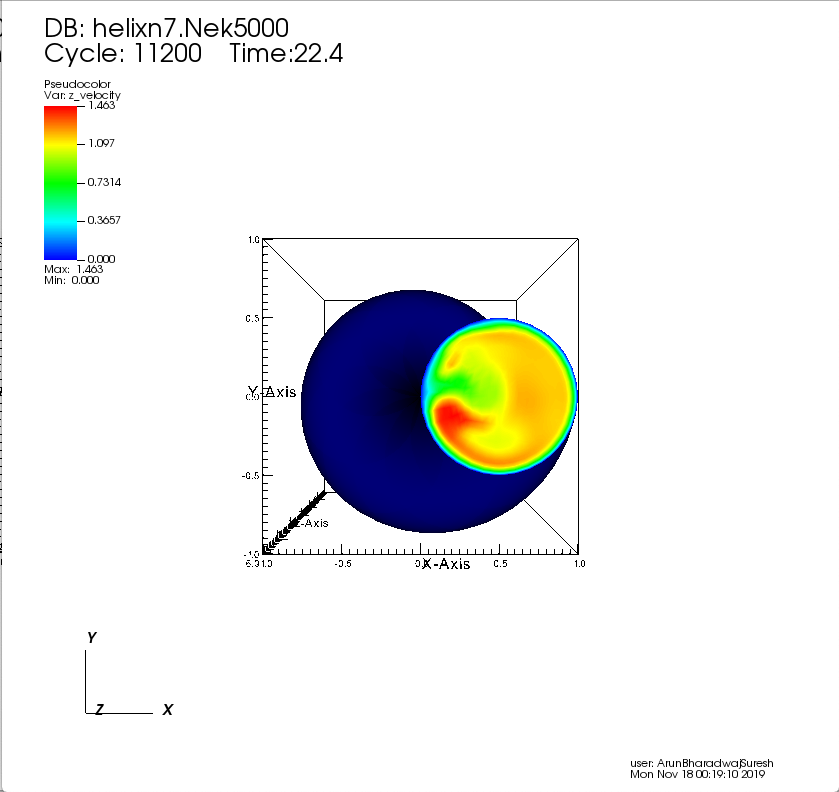 DB: helixn7.Nek5000
Cycle: 11200 Time:22.4
Pseudocolor
Var: z_velocity
1.463
1.097
0.7314
0.3657
0.000
Max: 1.463
Min: 0.000
1.0
0.5
0.0
Y-Axis
-0.5
Z-Axis
-1.0
-0.5
0.5
1.0
X-Axis
Y
Z
X
user: ArunBharadwajSuresh
Mon Nov 18 00:19:10 2019